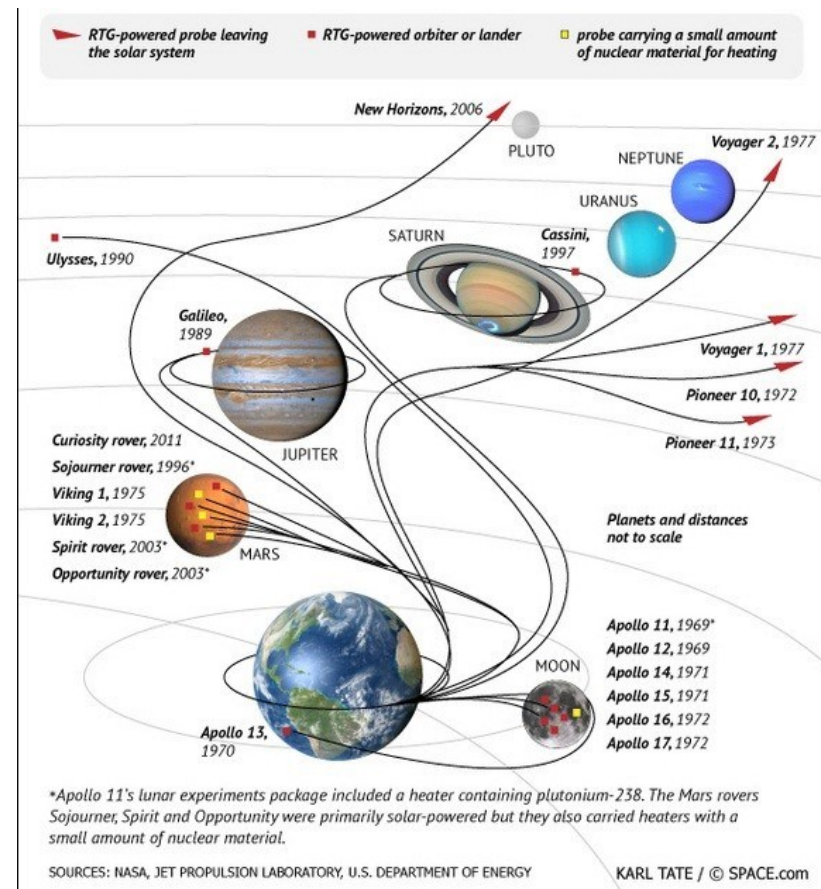 RTG-powered probe leaving
the solar system
RTG-powered orbiter or lander
probe carrying a small amount
of nuclear material for heating
New Horizons, 2006
PLUTO
Voyager 2, 1977
NEPTUNE
URANUS
SATURN
Cassini,
1997
Ulysses, 1990
Galileo,
1989
Voyager 1, 1977
Pioneer 10, 1972
Pioneer 11, 1973
JUPITER
Curiosity rover, 2011
Sojourner rover, 1996*
Viking 1, 1975
Viking 2, 1975
Spirit rover, 2003*
Opportunity rover, 2003*
MARS
Planets and distances
not to scale
Apollo 11, 1969*
Apollo 12, 1969
Apollo 14, 1971
Apollo 15, 1971
Apollo 16, 1972
Apollo 17, 1972
MOON
Apollo 13,
1970
*Apollo 11's lunar experiments package included a heater containing plutonium-238. The Mars rovers
Sojourner, Spirit and Opportunity were primarily solar-powered but they also carried heaters with a
small amount of nuclear material.
SOURCES: NASA, JET PROPULSION LABORATORY, U.S. DEPARTMENT OF ENERGY
KARL TATE / © SPACE.com